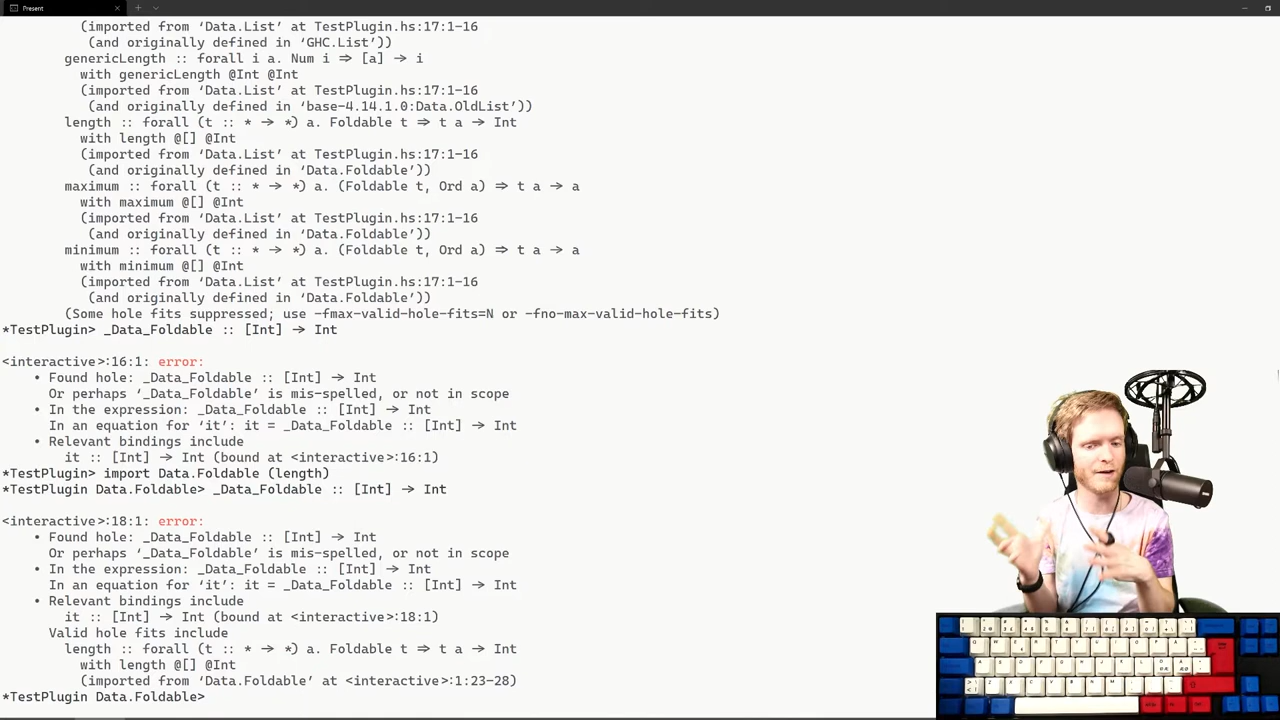 Present
(imported from ‘Data.List’ at TestPlugin.hs:17:1-16
(and originally defined in ‘GHC.List’))
genericLength :: forall i a. Num i => [a] -> i
with genericLength @Int @Int
(imported from ‘Data.List’ at TestPlugin.hs:17:1-16
(and originally defined in ‘base-4.14.1.0:Data.OldList’))
length :: forall (t :: * -> *) a. Foldable t => t a -> Int
with length @[] @Int
(imported from ‘Data.List’ at TestPlugin.hs:17:1-16
(and originally defined in ‘Data.Foldable’))
maximum :: forall (t :: * -> *) a. (Foldable t, Ord a) => t a -> a
with maximum @[] @Int
(imported from ‘Data.List’ at TestPlugin.hs:17:1-16
(and originally defined in ‘Data.Foldable’))
minimum :: forall (t :: * -> *) a. (Foldable t, Ord a) => t a -> a
with minimum @[] @Int
(imported from ‘Data.List’ at TestPlugin.hs:17:1-16
(and originally defined in ‘Data.Foldable’))
(Some hole fits suppressed; use -fmax-valid-hole-fits=N or -fno-max-valid-hole-fits)
*TestPlugin> _Data_Foldable :: [Int] -> Int
<interactive>:16:1: error:
• Found hole: _Data_Foldable :: [Int] -> Int
Or perhaps ‘_Data_Foldable’ is mis-spelled, or not in scope
• In the expression: _Data_Foldable :: [Int] -> Int
In an equation for ‘it’: it = _Data_Foldable :: [Int] -> Int
• Relevant bindings include
it :: [Int] -> Int (bound at <interactive>:16:1)
*TestPlugin> import Data.Foldable (length)
*TestPlugin Data.Foldable> _Data_Foldable :: [Int] -> Int
<interactive>:18:1: error:
• Found hole: _Data_Foldable :: [Int] -> Int
Or perhaps ‘_Data_Foldable’ is mis-spelled, or not in scope
• In the expression: _Data_Foldable :: [Int] -> Int
In an equation for ‘it’: it = _Data_Foldable :: [Int] -> Int
• Relevant bindings include
it :: [Int] -> Int (bound at <interactive>:18:1)
Valid hole fits include
length :: forall (t :: * -> *) a. Foldable t => t a -> Int
with length @[] @Int
(imported from ‘Data.Foldable’ at <interactive>:1:23-28)
*TestPlugin Data.Foldable>